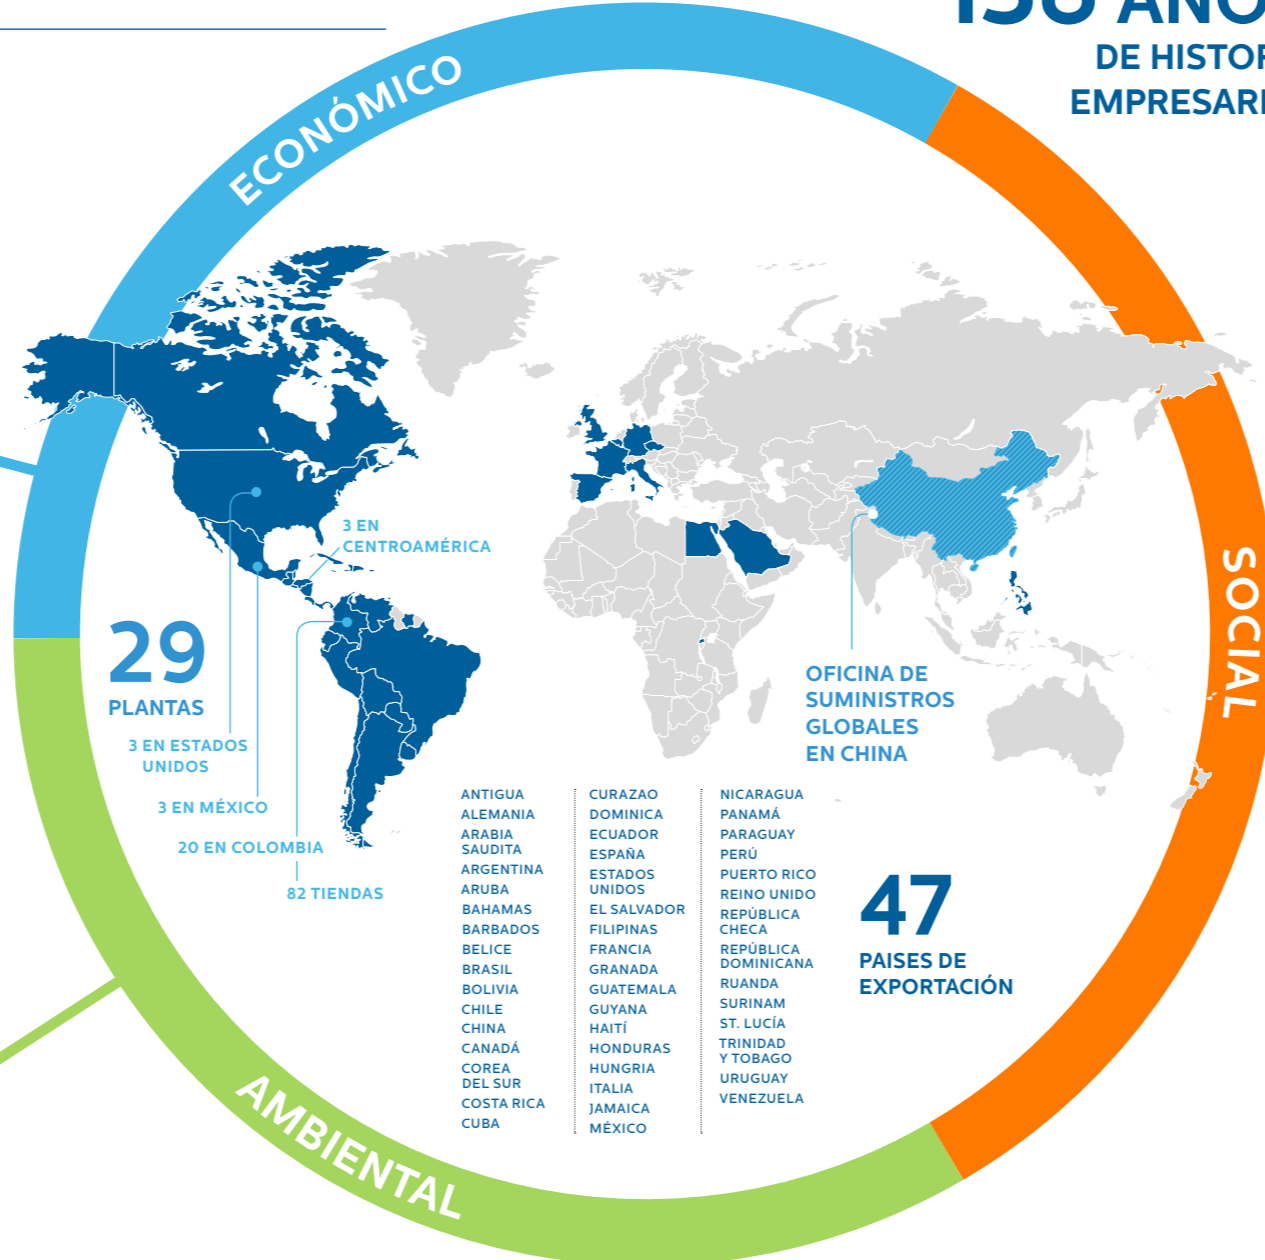 DE
EMPRESARI
ECONÓMICO
SOCIAL
AMBIENTAL
3 EN
CENTROAMÉRICA
29
PLANTAS
3 EN ESTADOS
UNIDOS
3 EN MÉXICO
20 EN COLOMBIA
82 TIENDAS
OFICINA DE
SUMINISTROS
GLOBALES
EN CHINA
ANTIGUA
ALEMANIA
ARABIA
SAUDITA
ARGENTINA
ARUBA
BAHAMAS
BARBADOS
BELICE
BRASIL
BOLIVIA
CHILE
CHINA
CANADÁ
COREA
DEL SUR
COSTA RICA
CUBA
CURAZAO
DOMINICA
ECUADOR
ESPAÑA
ESTADOS
UNIDOS
EL SALVADOR
FILIPINAS
FRANCIA
GRANADA
GUATEMALA
GUYANA
HAITÍ
HONDURAS
HUNGRIA
ITALIA
JAMAICA
MÉXICO
NICARAGUA
PANAMÁ
PARAGUAY
PERÚ
PUERTO RICO
REINO UNIDO
REPÚBLICA
CHECA
REPÚBLICA
DOMINICANA
RUANDA
SURINAM
ST. LUCÍA
TRINIDAD
Y TOBAGO
URUGUAY
VENEZUELA
47
PAISES DE
EXPORTACIÓN